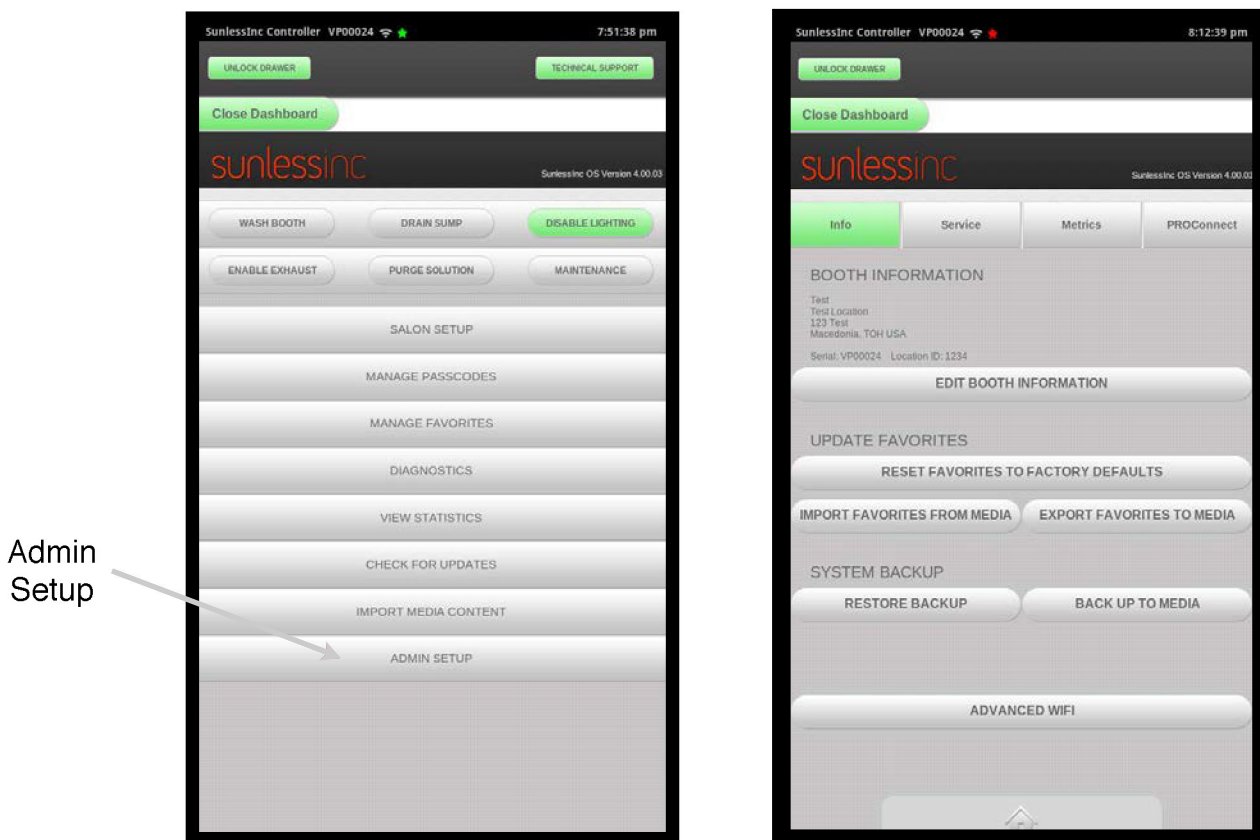 Admin
Setup
SunlessInc Controller VP00024 7:51:38 pm
UNLOCK DRAWER TECHNICAL SUPPORT
Close Dashboard
sunlessinc
SunlessInc OS Version 4.00.03
WASH BOOTH DRAIN SUMP DISABLE LIGHTING
ENABLE EXHAUST PURGE SOLUTION MAINTENANCE
SALON SETUP
MANAGE PASSCODES
MANAGE FAVORITES
DIAGNOSTICS
VIEW STATISTICS
CHECK FOR UPDATES
IMPORT MEDIA CONTENT
ADMIN SETUP
SunlessInc Controller VP00024 8:12:39 pm
UNLOCK DRAWER
Close Dashboard
sunlessinc
SunlessInc OS Version 4.00.03
Info Service Metrics PROConnect
BOOTH INFORMATION
Test
Test Location
123 Test
Macedonia, TOH USA
Serial: VP00024 Location ID: 1234
EDIT BOOTH INFORMATION
UPDATE FAVORITES
RESET FAVORITES TO FACTORY DEFAULTS
IMPORT FAVORITES FROM MEDIA EXPORT FAVORITES TO MEDIA
SYSTEM BACKUP
RESTORE BACKUP BACK UP TO MEDIA
ADVANCED WIFI